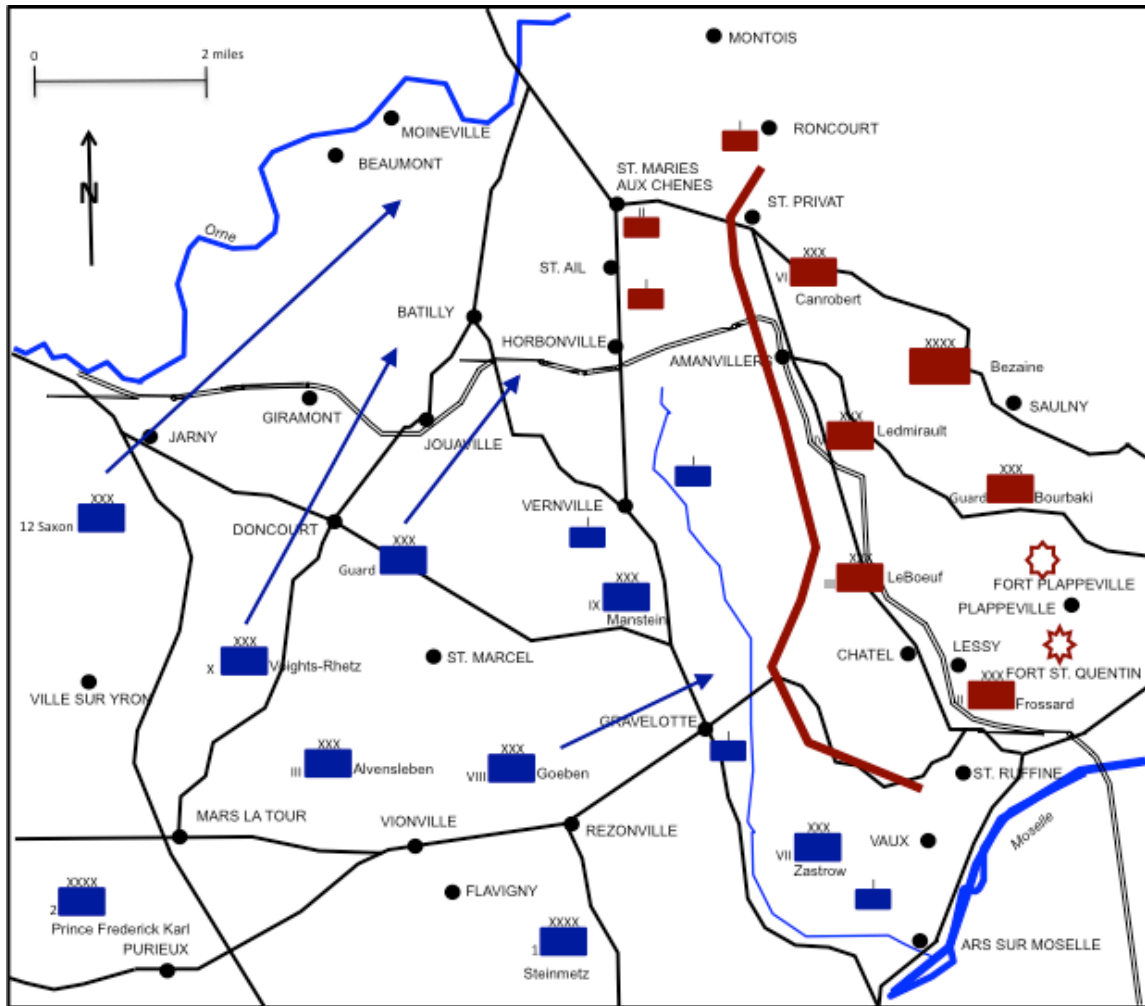 MONTOIS
0
2 miles
MOINEVILLE
BEAUMONT
N
I
RONCOURT
ST. MARIES
AUX CHENES
ST. PRIVAT
II
Orne
ST. AIL
I
XXX
VI
Canrobert
BATILLY
HORBONVILLE
AMANVILLERS
XXXX
Bezaine
SAULNY
GIRAMONT
JARNY
JOUAVILLE
XXX
IV
Ledmirault
I
XXX
Guard
Bourbaki
XXX
12 Saxon
DONCOURT
VERNVILLE
I
XXX
Guard
XXX
LeBoeuf
FORT PLAPPEVILLE
PLAPPEVILLE
XXX
IX
Manstein
XXX
X
Voights-Rhetz
ST. MARCEL
CHATEL
LESSY
FORT ST. QUENTIN
VILLE SUR YRON
XXX
Frossard
GRAVELOTTE
I
XXX
III
Alvensleben
XXX
VIII
Goeben
ST. RUFFINE
MARS LA TOUR
VIONVILLE
REZONVILLE
XXX
VII
Zastrow
VAUX
Moselle
I
XXXX
2
Prince Frederick Karl
FLAVIGNY
PURIEUX
XXXX
1
Steinmetz
ARS SUR MOSELLE